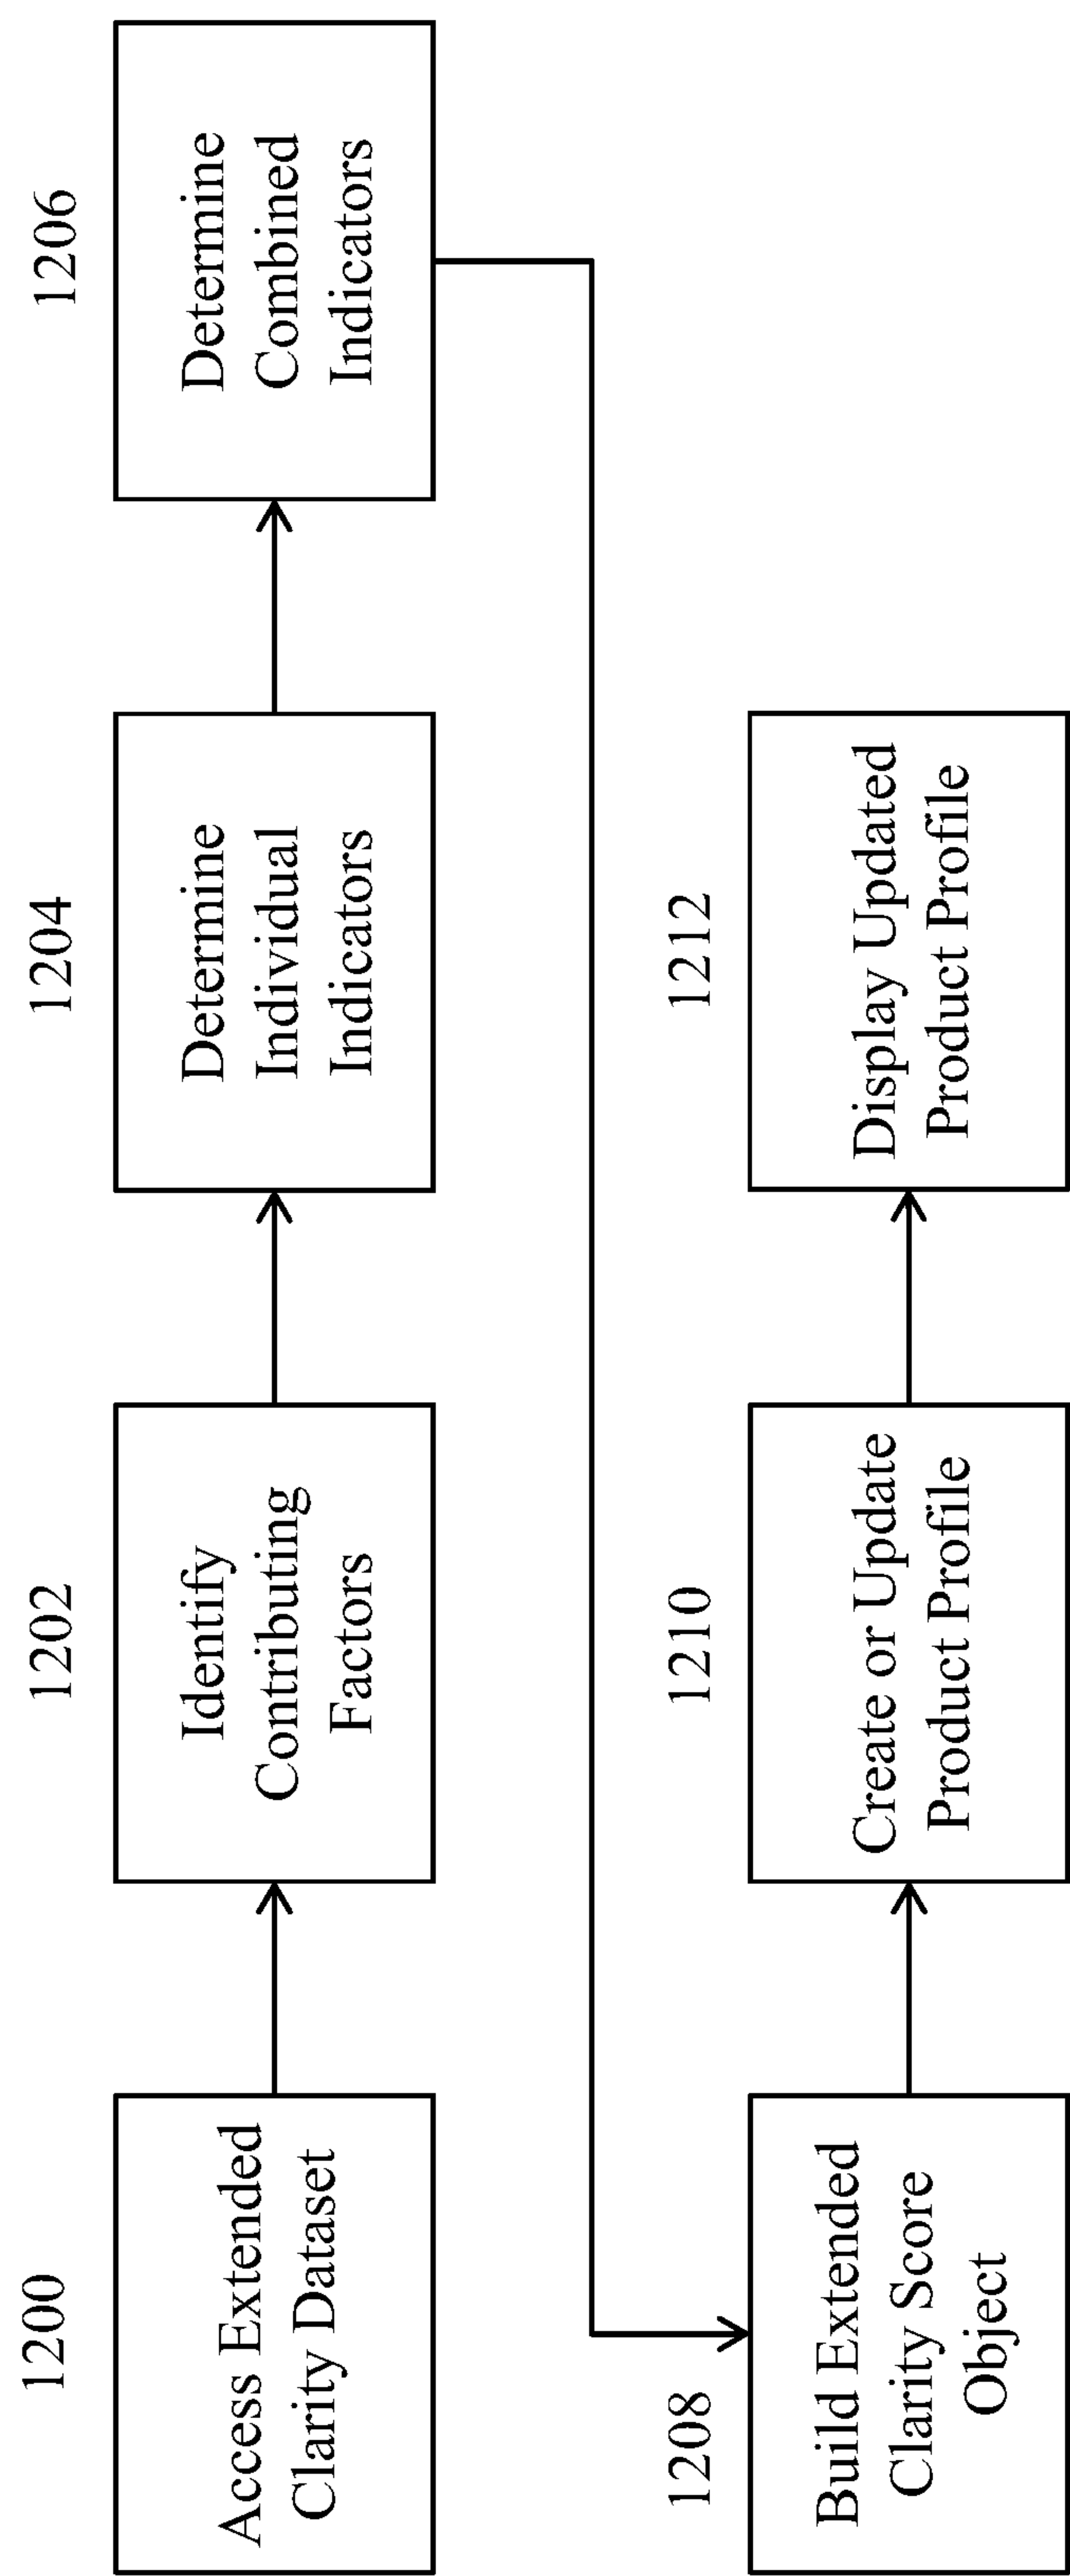 1200
Access Extended
Clarity Dataset
1202
Identify
Contributing
Factors
1204
Determine
Individual
Indicators
1206
Determine
Combined
Indicators
1208
Build Extended
Clarity Score
Object
1210
Create or Update
Product Profile
1212
Display Updated
Product Profile